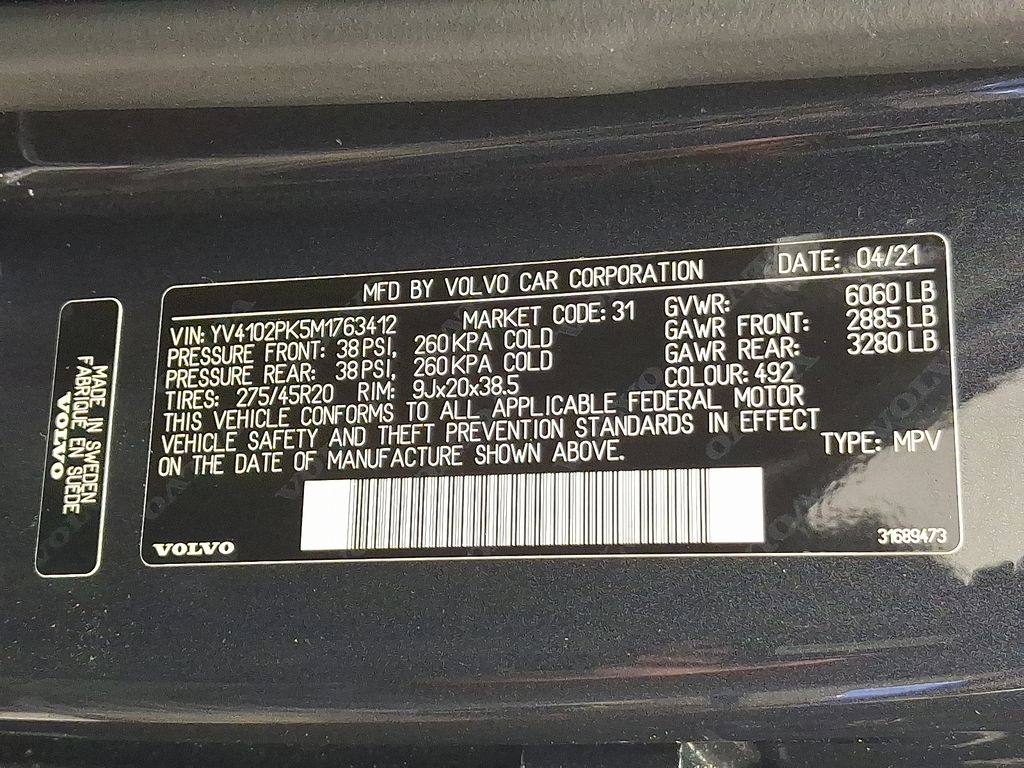 MFD BY VOLVO CAR CORPORATION DATE: 04/21
VIN: YV4102PK5M1763412 MARKET CODE: 31 GVWR: 6060 LB
PRESSURE FRONT: 38 PSI, 260 KPA COLD GAWR FRONT: 2885 LB
PRESSURE REAR: 38 PSI, 260 KPA COLD GAWR REAR: 3280 LB
TIRES: 275/45R20 RIM: 9Jx20x38.5 COLOUR: 492
THIS VEHICLE CONFORMS TO ALL APPLICABLE FEDERAL MOTOR
VEHICLE SAFETY AND THEFT PREVENTION STANDARDS IN EFFECT
ON THE DATE OF MANUFACTURE SHOWN ABOVE. TYPE: MPV
VOLVO 31689473
MADE IN SWEDEN
FABRIQUE EN SUEDE
VOLVO